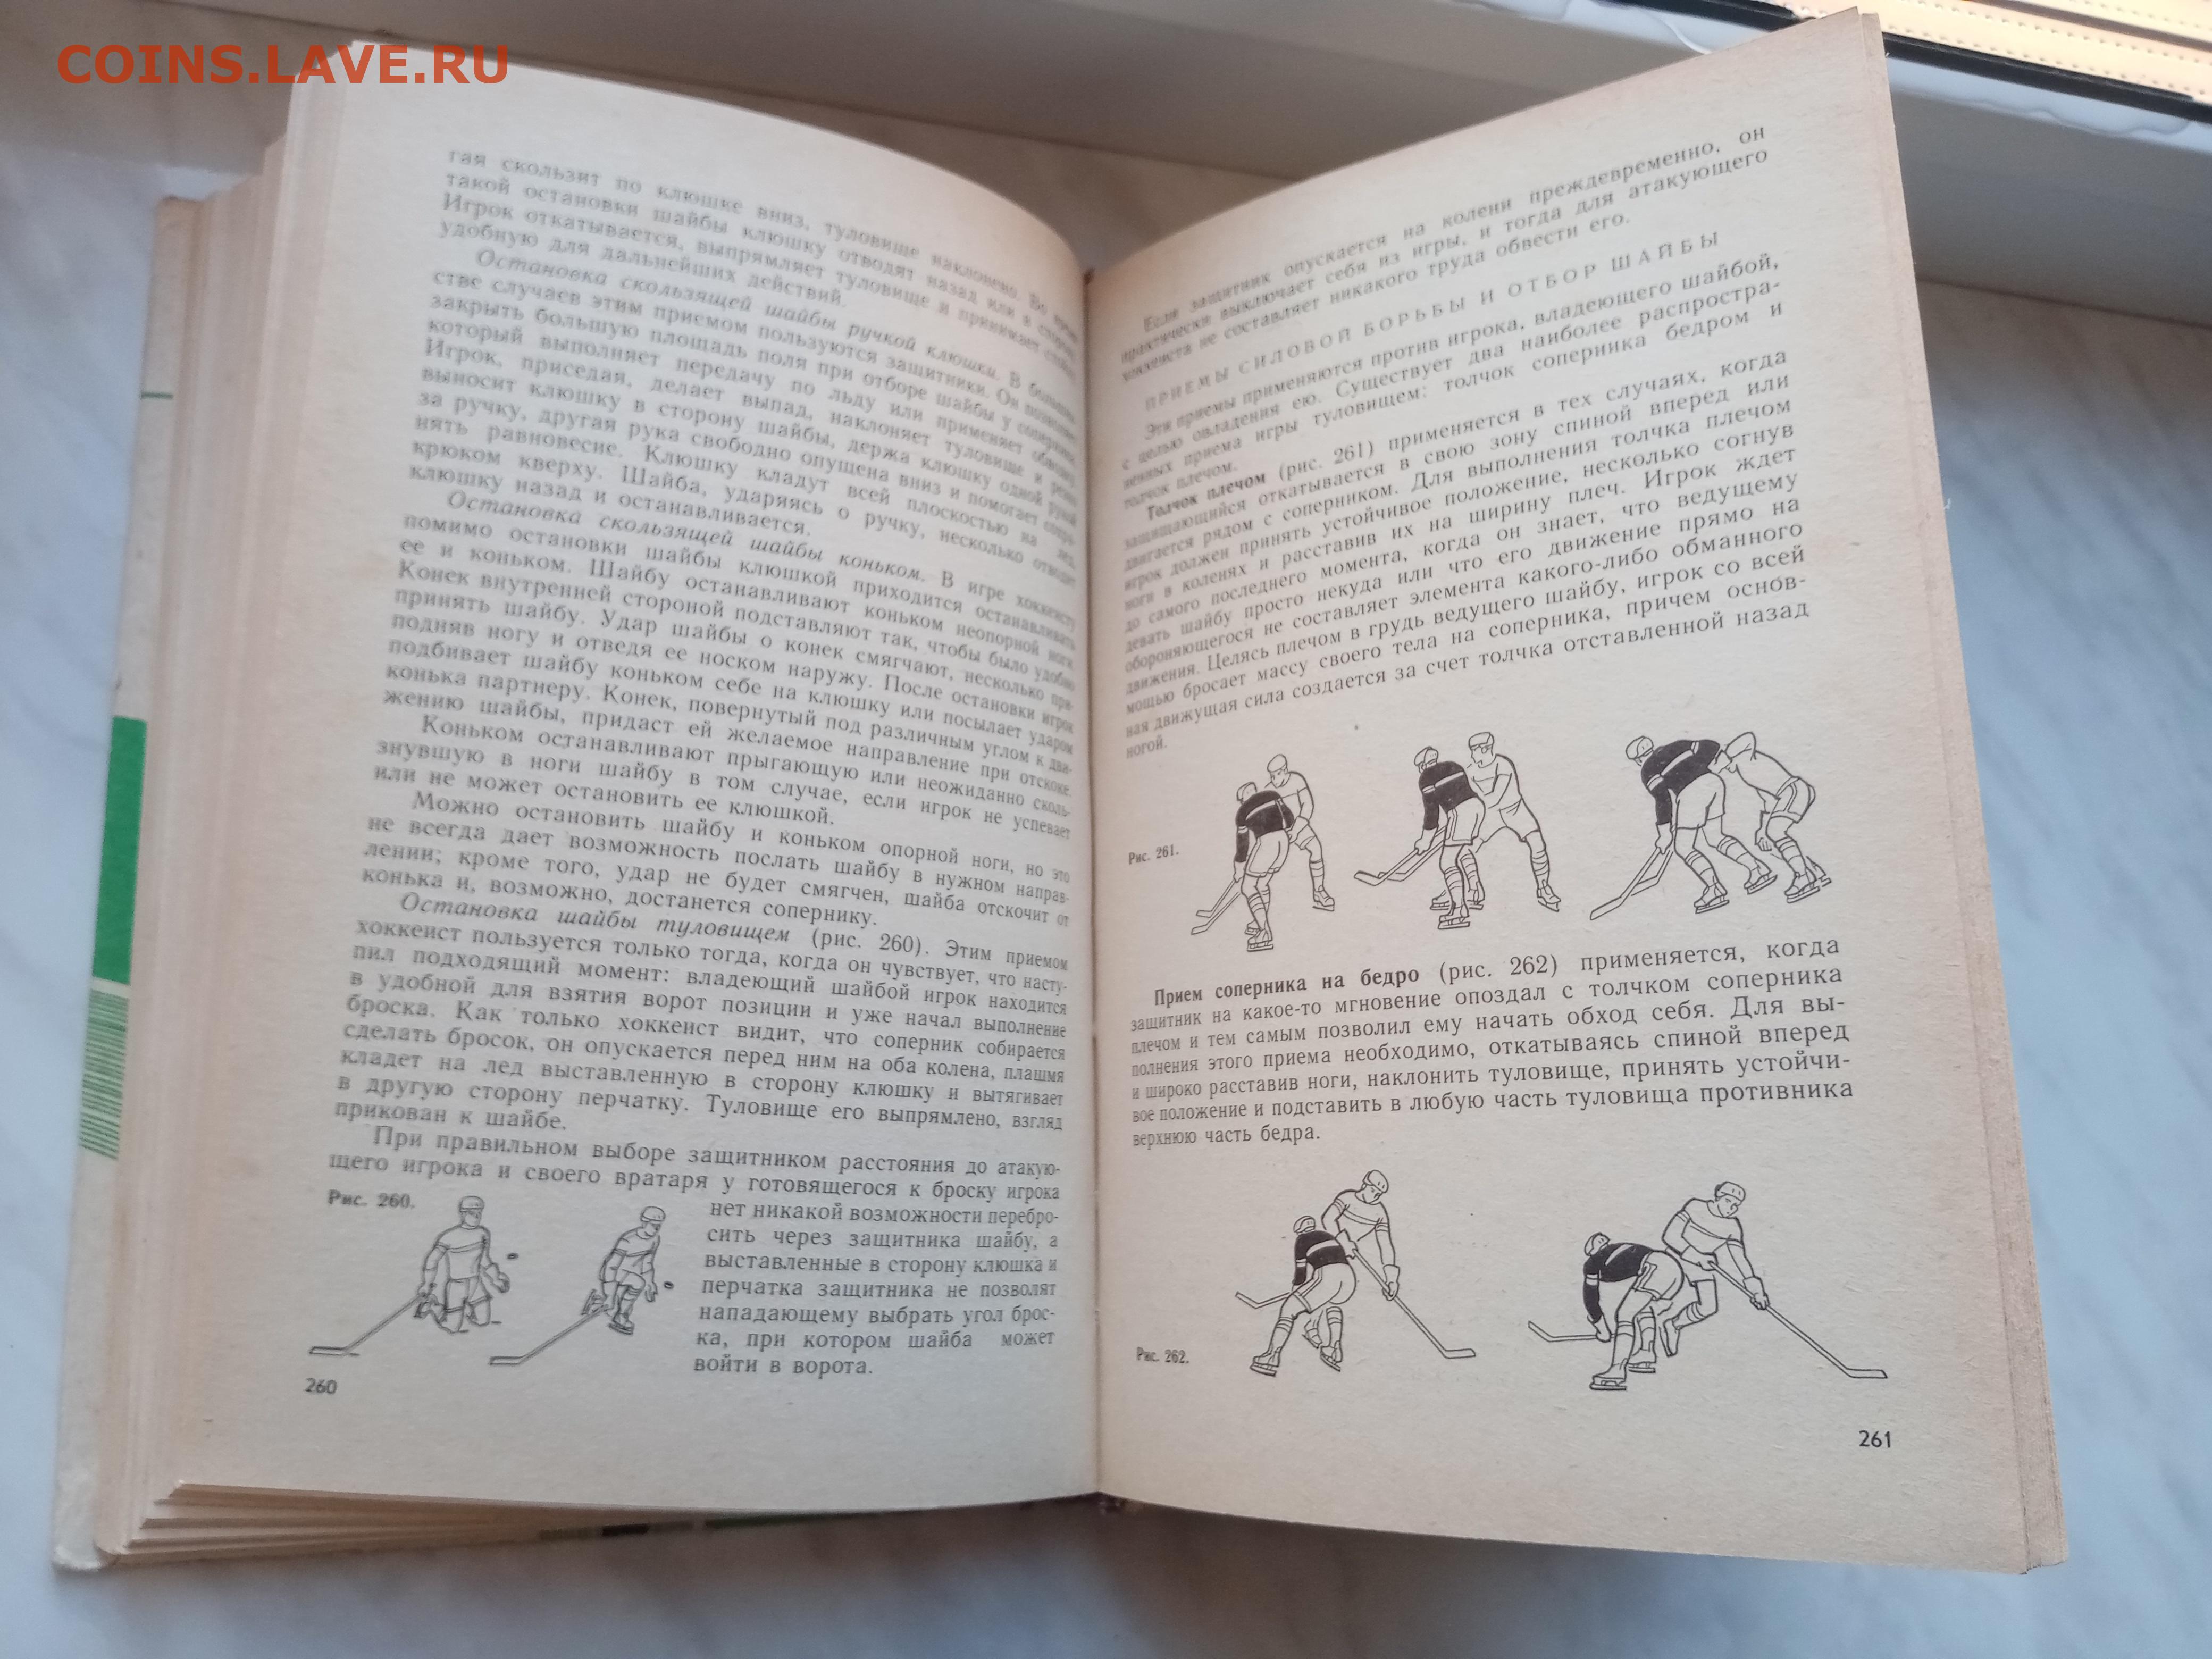 COINS.LAVE.RU
гая скользит по клюшке вниз, туловище наклонено. Во время
такой остановки шайбы клюшку отводят назад или в сторону.
Игрок откатывается, выпрямляет туловище и принимает стойку,
удобную для дальнейших действий.
Остановка скользящей шайбы ручкой клюшки. В большин-
стве случаев этим приемом пользуются защитники. Он позволяет
закрыть большую площадь поля при отборе шайбы у соперника,
который выполняет передачу по льду или применяет обводку.
Игрок, приседая, делает выпад, наклоняет туловище и резко
выносит клюшку в сторону шайбы, держа клюшку одной рукой
за ручку, другая рука свободно опущена вниз и помогает сохра-
нять равновесие. Клюшку кладут всей плоскостью на лед,
крюком кверху. Шайба, ударяясь о ручку, несколько отводит
клюшку назад и останавливается.
Остановка скользящей шайбы коньком. В игре хоккеисту
помимо остановки шайбы клюшкой приходится останавливать
ее и коньком. Шайбу останавливают коньком неопорной ноги.
Конек внутренней стороной подставляют так, чтобы было удобно
принять шайбу. Удар шайбы о конек смягчают, несколько при-
подняв ногу и отведя ее носком наружу. После остановки игрок
подбивает шайбу коньком себе на клюшку или посылает ударом
конька партнеру. Конек, повернутый под различным углом к дви-
жению шайбы, придаст ей желаемое направление при отскоке.
Коньком останавливают прыгающую или неожиданно сколь-
знувшую в ноги шайбу в том случае, если игрок не успевает
или не может остановить ее клюшкой.
Можно остановить шайбу и коньком опорной ноги, но это
не всегда дает возможность послать шайбу в нужном направ-
лении; кроме того, удар не будет смягчен, шайба отскочит от
конька и, возможно, достанется сопернику.
Остановка шайбы туловищем (рис. 260). Этим приемом
хоккеист пользуется только тогда, когда он чувствует, что насту-
пил подходящий момент: владеющий шайбой игрок находится
в удобной для взятия ворот позиции и уже начал выполнение
броска. Как только хоккеист видит, что соперник собирается
сделать бросок, он опускается перед ним на оба колена, плашмя
кладет на лед выставленную в сторону клюшку и вытягивает
в другую сторону перчатку. Туловище его выпрямлено, взгляд
прикован к шайбе.
При правильном выборе защитником расстояния до атакую-
щего игрока и своего вратаря у готовящегося к броску игрока
Рис. 260.
нет никакой возможности перебро-
сить через защитника шайбу, а
выставленные в сторону клюшка и
перчатка защитника не позволят
нападающему выбрать угол брос-
ка, при котором шайба может
войти в ворота.
260
Если защитник опускается на колени преждевременно, он
практически выключает себя из игры, и тогда для атакующего
хоккеиста не составляет никакого труда обвести его.
ПРИЕМЫ СИЛОВОЙ БОРЬБЫ И ОТБОР ШАЙБЫ
Эти приемы применяются против игрока, владеющего шайбой,
с целью овладения ею. Существует два наиболее распростра-
ненных приема игры туловищем: толчок соперника бедром и
толчок плечом.
Толчок плечом (рис. 261) применяется в тех случаях, когда
защищающийся откатывается в свою зону спиной вперед или
двигается рядом с соперником. Для выполнения толчка плечом
игрок должен принять устойчивое положение, несколько согнув
ноги в коленях и расставив их на ширину плеч. Игрок ждет
до самого последнего момента, когда он знает, что ведущему
девать шайбу просто некуда или что его движение прямо на
обороняющегося не составляет элемента какого-либо обманного
движения. Целясь плечом в грудь ведущего шайбу, игрок со всей
мощью бросает массу своего тела на соперника, причем основ-
ная движущая сила создается за счет толчка отставленной назад
ногой.
Рис. 261.
Прием соперника на бедро (рис. 262) применяется, когда
защитник на какое-то мгновение опоздал с толчком соперника
плечом и тем самым позволил ему начать обход себя. Для вы-
полнения этого приема необходимо, откатываясь спиной вперед
и широко расставив ноги, наклонить туловище, принять устойчи-
вое положение и подставить в любую часть туловища противника
верхнюю часть бедра.
Рис. 262.
261